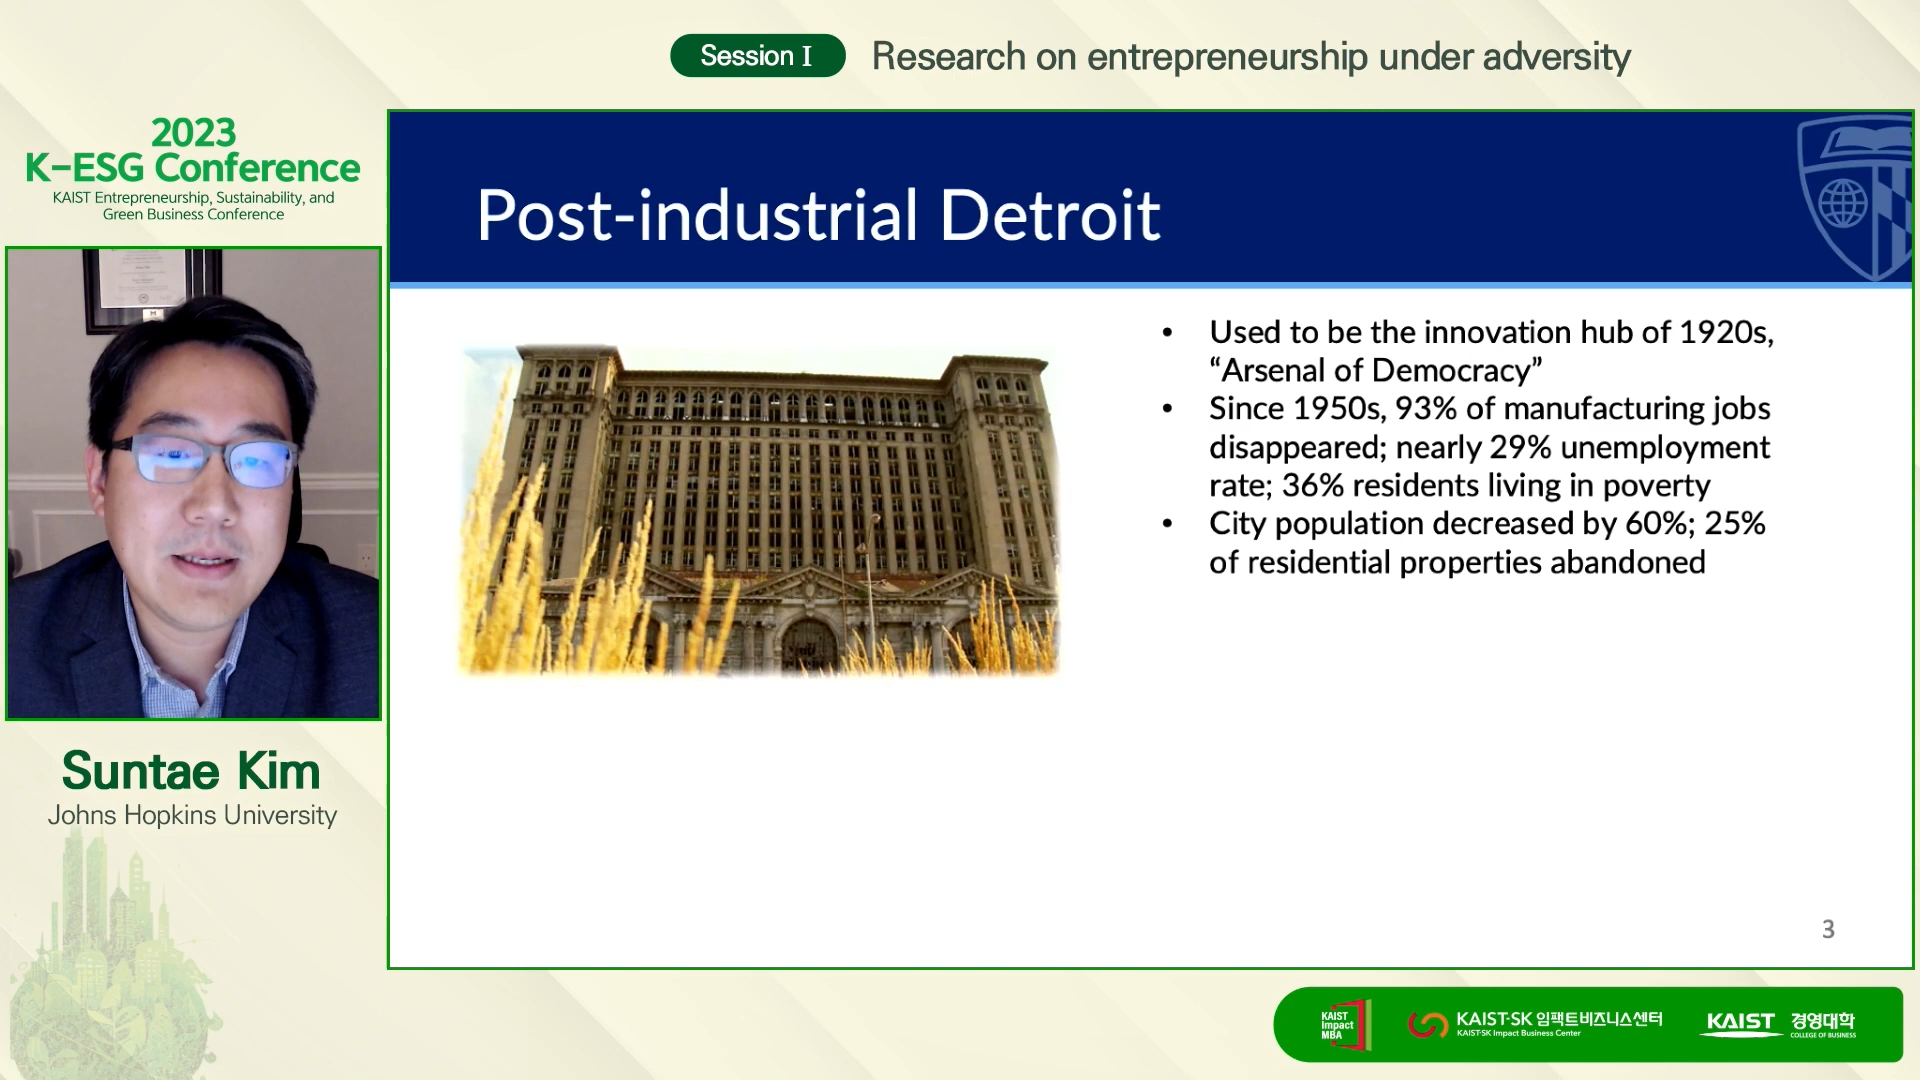 Session I Research on entrepreneurship under adversity
2023
K-ESG Conference
KAIST Entrepreneurship, Sustainability, and
Green Business Conference
Suntae Kim
Johns Hopkins University
Post-industrial Detroit
• Used to be the innovation hub of 1920s,
“Arsenal of Democracy”
• Since 1950s, 93% of manufacturing jobs
disappeared; nearly 29% unemployment
rate; 36% residents living in poverty
• City population decreased by 60%; 25%
of residential properties abandoned
3
KAIST
Impact
MBA
KAIST-SK 임팩트비즈니스센터
KAIST-SK Impact Business Center
KAIST 경영대학
COLLEGE OF BUSINESS